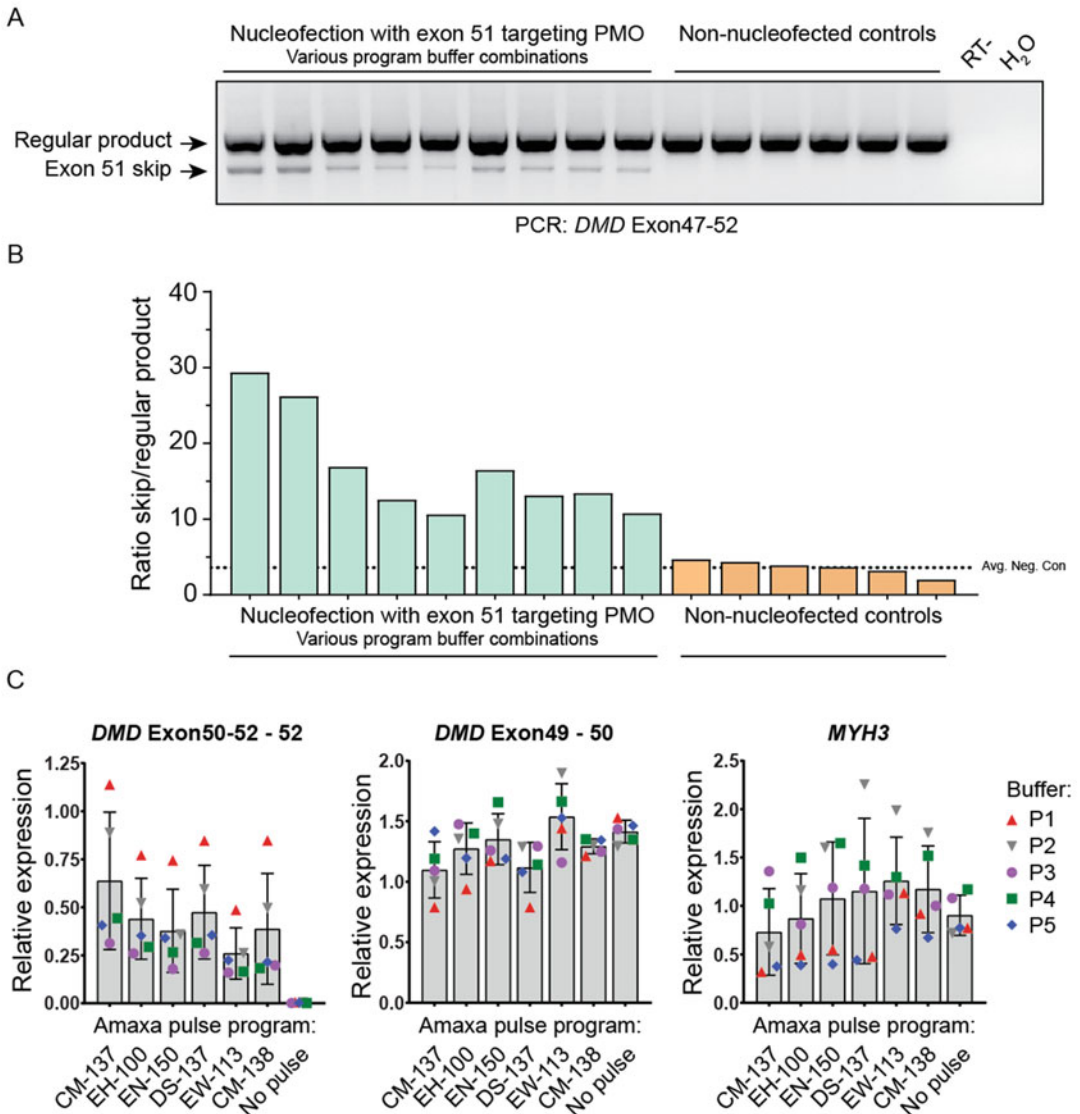 A
Nucleofection with exon 51 targeting PMO
Various program buffer combinations
Non-nucleofected controls
RT-
H₂O
Regular product
Exon 51 skip
PCR: DMD Exon47-52
B
Ratio skip/regular product
40
30
20
10
0
Avg. Neg. Con
Nucleofection with exon 51 targeting PMO
Various program buffer combinations
Non-nucleofected controls
C
DMD Exon50-52 - 52
Relative expression
1.25
1.00
0.75
0.50
0.25
0.00
Amaxa pulse program:
CM-137
EH-100
EN-150
DS-137
EW-113
CM-138
No pulse
DMD Exon49 - 50
Relative expression
2.0
1.5
1.0
0.5
0.0
Amaxa pulse program:
CM-137
EH-100
EN-150
DS-137
EW-113
CM-138
No pulse
MYH3
Relative expression
2.5
2.0
1.5
1.0
0.5
0.0
Amaxa pulse program:
CM-137
EH-100
EN-150
DS-137
EW-113
CM-138
No pulse
Buffer:
P1
P2
P3
P4
P5